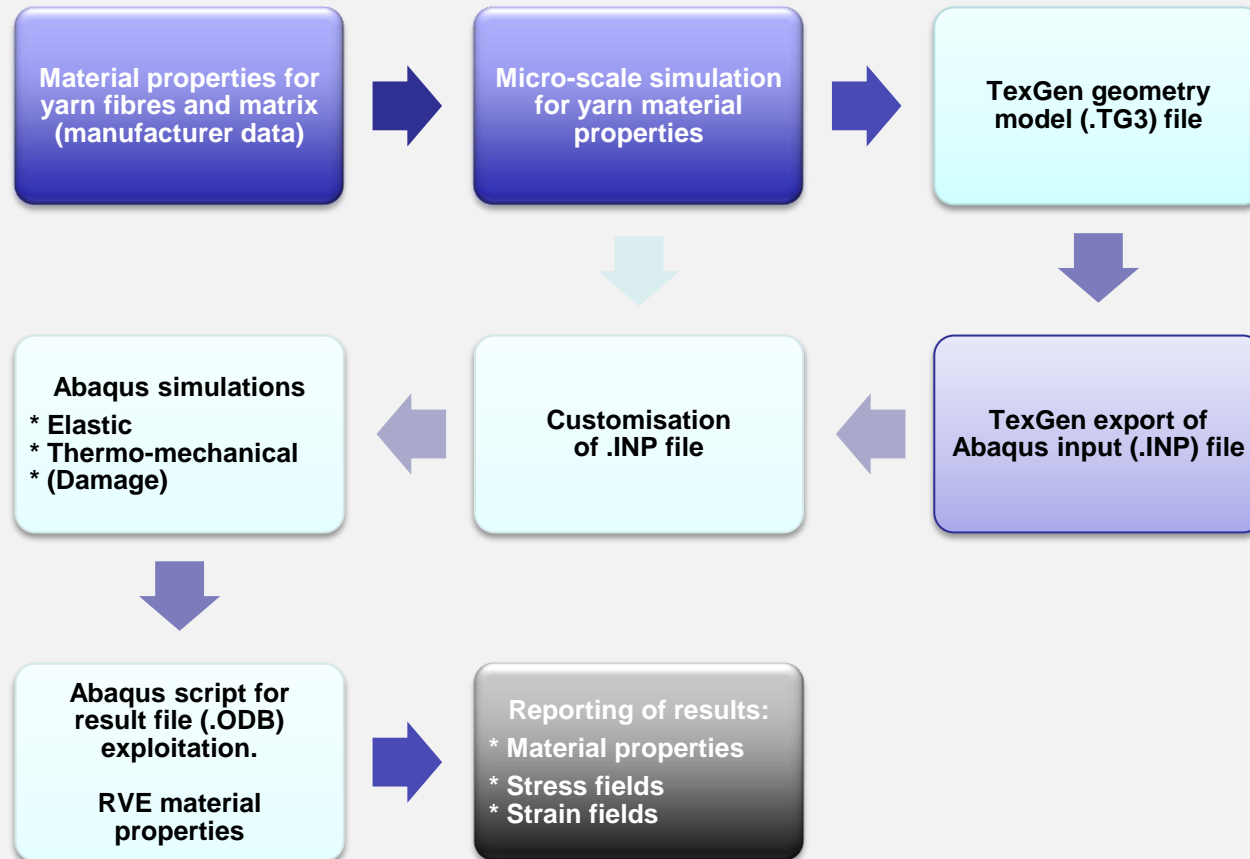 Material properties for
yarn fibres and matrix
(manufacturer data)
Micro-scale simulation
for yarn material
properties
TexGen geometry
model (.TG3) file
Abaqus simulations
* Elastic
* Thermo-mechanical
* (Damage)
Customisation
of .INP file
TexGen export of
Abaqus input (.INP) file
Abaqus script for
result file (.ODB)
exploitation.
RVE material
properties
Reporting of results:
* Material properties
* Stress fields
* Strain fields